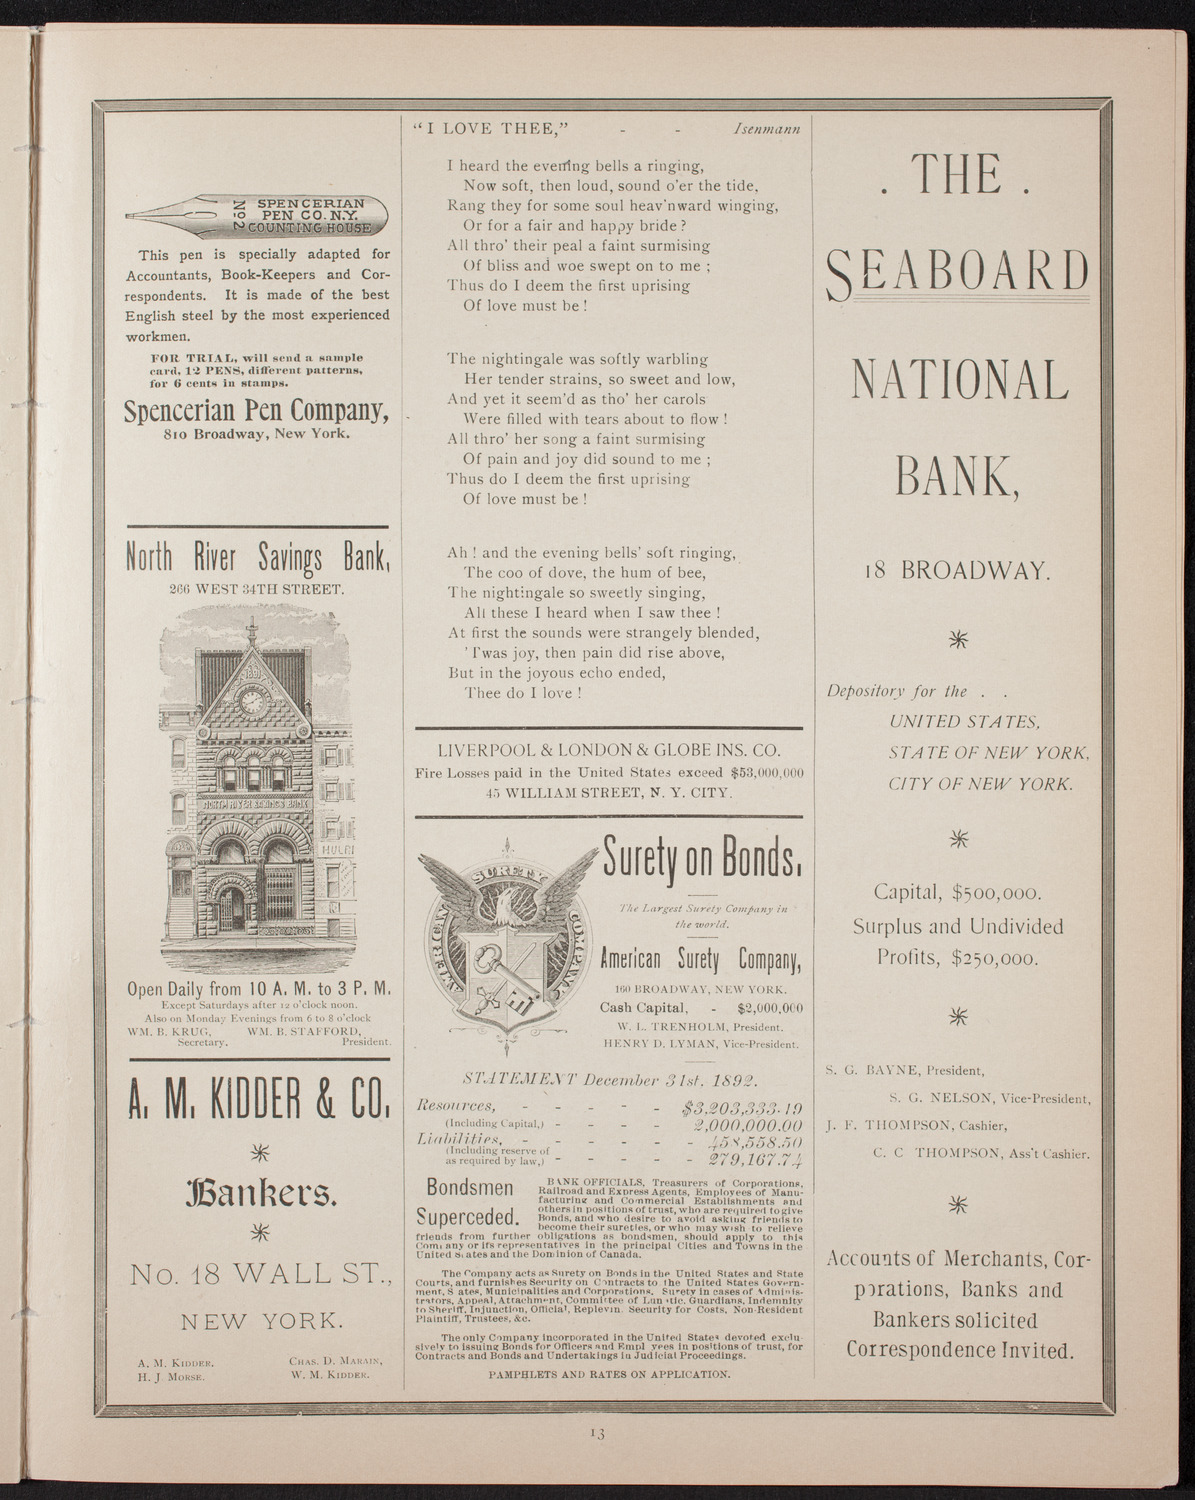 SPENCERIAN
PEN CO. N.Y.
COUNTING HOUSE
No 2
This pen is specially adapted for
Accountants, Book-Keepers and Cor-
respondents. It is made of the best
English steel by the most experienced
workmen.
FOR TRIAL, will send a sample
card, 12 PENS, different patterns,
for 6 cents in stamps.
Spencerian Pen Company,
810 Broadway, New York.
North River Savings Bank,
266 WEST 34TH STREET.
1891
NORTH RIVER SAVINGS BANK
Open Daily from 10 A. M. to 3 P. M.
Except Saturdays after 12 o'clock noon.
Also on Monday Evenings from 6 to 8 o'clock
WM. B. KRUG, WM. B. STAFFORD,
Secretary. President.
A. M. KIDDER & CO.
Bankers.
No. 18 WALL ST.,
NEW YORK.
A. M. KIDDER. CHAS. D. MARAIN,
H. J. MORSE. W. M. KIDDER.
"I LOVE THEE," - - Isenmann
I heard the evening bells a ringing,
Now soft, then loud, sound o'er the tide,
Rang they for some soul heav'nward winging,
Or for a fair and happy bride?
All thro' their peal a faint surmising
Of bliss and woe swept on to me;
Thus do I deem the first uprising
Of love must be!
The nightingale was softly warbling
Her tender strains, so sweet and low,
And yet it seem'd as tho' her carols
Were filled with tears about to flow!
All thro' her song a faint surmising
Of pain and joy did sound to me;
Thus do I deem the first uprising
Of love must be!
Ah! and the evening bells' soft ringing,
The coo of dove, the hum of bee,
The nightingale so sweetly singing,
All these I heard when I saw thee!
At first the sounds were strangely blended,
'Twas joy, then pain did rise above,
But in the joyous echo ended,
Thee do I love!
LIVERPOOL & LONDON & GLOBE INS. CO.
Fire Losses paid in the United States exceed $53,000,000
45 WILLIAM STREET, N. Y. CITY.
AMERICAN SURETY COMPANY
Surety on Bonds.
The Largest Surety Company in
the world.
American Surety Company,
160 BROADWAY, NEW YORK.
Cash Capital, - $2,000,000
W. L. TRENHOLM, President.
HENRY D. LYMAN, Vice-President.
STATEMENT December 31st. 1892.
Resources, - - - - - $3,203,333.19
(Including Capital,) - - - - 2,000,000.00
Liabilities, - - - - - - 458,558.50
(Including reserve of
as required by law,) - - - - - 279,167.74
Bondsmen
Superceded.
BANK OFFICIALS, Treasurers of Corporations,
Railroad and Express Agents, Employees of Manu-
facturing and Commercial Establishments and
others in positions of trust, who are required to give
Bonds, and who desire to avoid asking friends to
become their sureties, or who may wish to relieve
friends from further obligations as bondsmen, should apply to this
Company or its representatives in the principal Cities and Towns in the
United States and the Dominion of Canada.
The Company acts as Surety on Bonds in the United States and State
Courts, and furnishes Security on Contracts to the United States Govern-
ment, States, Municipalities and Corporations. Surety in cases of Adminis-
trators, Appeal, Attachment, Committee of Lunatic, Guardians, Indemnity
to Sheriff, Injunction, Official, Replevin. Security for Costs, Non-Resident
Plaintiff, Trustees, &c.
The only Company incorporated in the United States devoted exclu-
sively to issuing Bonds for Officers and Employees in positions of trust, for
Contracts and Bonds and Undertakings in Judicial Proceedings.
PAMPHLETS AND RATES ON APPLICATION.
. THE .
SEABOARD
NATIONAL
BANK,
18 BROADWAY.
Depository for the . .
UNITED STATES,
STATE OF NEW YORK,
CITY OF NEW YORK.
Capital, $500,000.
Surplus and Undivided
Profits, $250,000.
S. G. BAYNE, President,
S. G. NELSON, Vice-President,
J. F. THOMPSON, Cashier,
C. C THOMPSON, Ass't Cashier.
Accounts of Merchants, Cor-
porations, Banks and
Bankers solicited
Correspondence Invited.
13